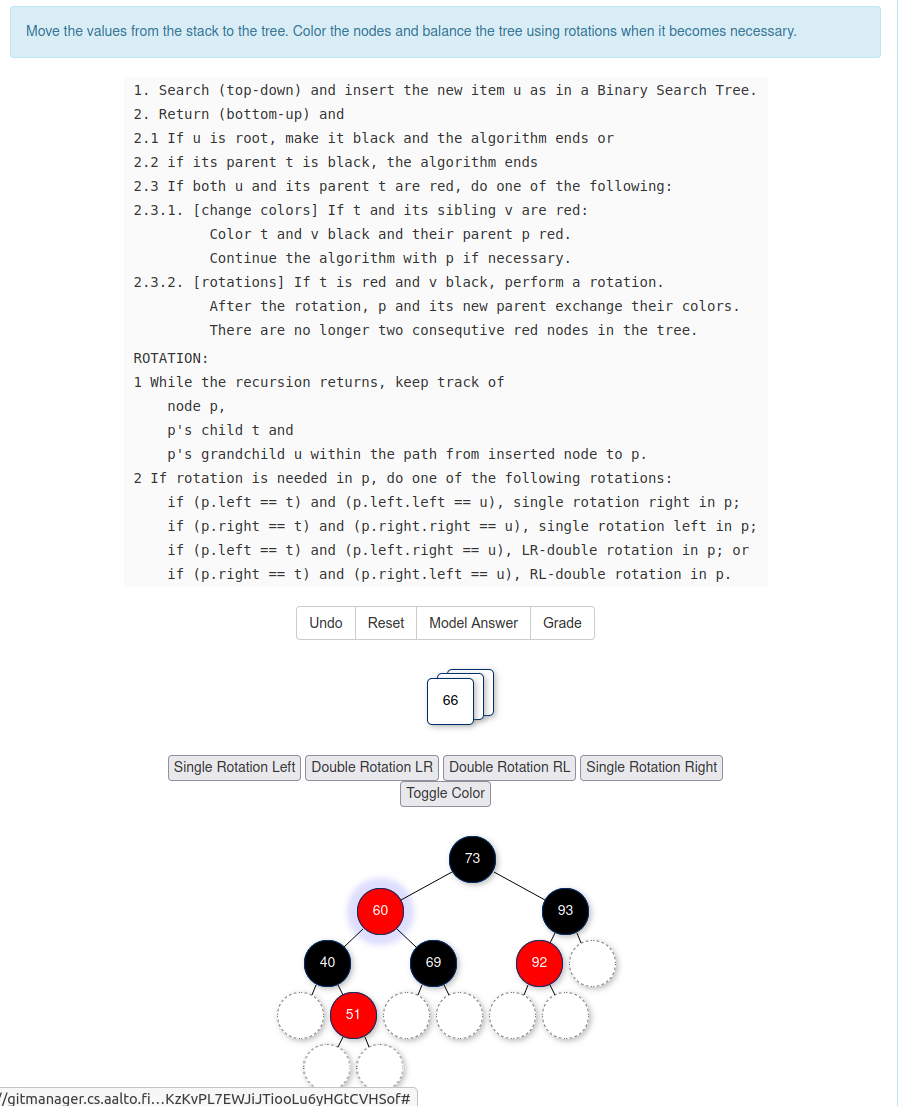 Move the values from the stack to the tree. Color the nodes and balance the tree using rotations when it becomes necessary.
1. Search (top-down) and insert the new item u as in a Binary Search Tree.
2. Return (bottom-up) and
2.1 If u is root, make it black and the algorithm ends or
2.2 if its parent t is black, the algorithm ends
2.3 If both u and its parent t are red, do one of the following:
2.3.1. [change colors] If t and its sibling v are red:
Color t and v black and their parent p red.
Continue the algorithm with p if necessary.
2.3.2. [rotations] If t is red and v black, perform a rotation.
After the rotation, p and its new parent exchange their colors.
There are no longer two consequtive red nodes in the tree.
ROTATION:
1 While the recursion returns, keep track of
node p,
p's child t and
p's grandchild u within the path from inserted node to p.
2 If rotation is needed in p, do one of the following rotations:
if (p.left == t) and (p.left.left == u), single rotation right in p;
if (p.right == t) and (p.right.right == u), single rotation left in p;
if (p.left == t) and (p.left.right == u), LR-double rotation in p; or
if (p.right == t) and (p.right.left == u), RL-double rotation in p.
Undo Reset Model Answer Grade
66
Single Rotation Left Double Rotation LR Double Rotation RL Single Rotation Right
Toggle Color
73
60 93
40 69 92
51
/gitmanager.cs.aalto.fi...KzKvPL7EWJiJTiooLu6yHGtCVHSof#